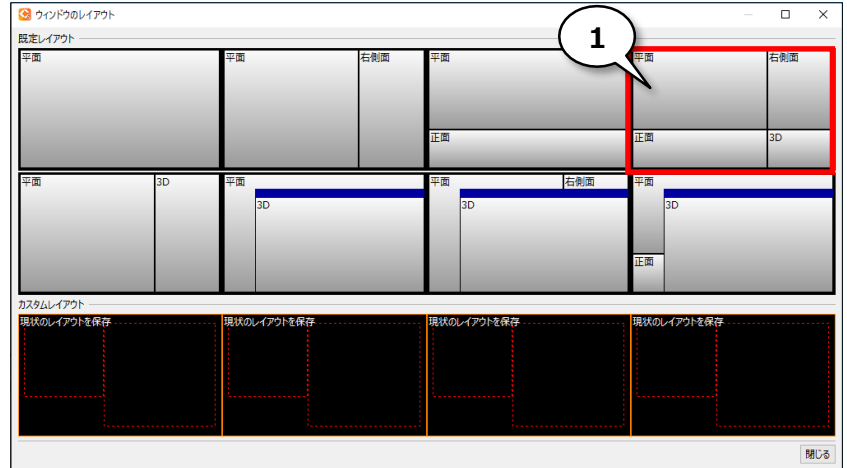 ウィンドウのレイアウト
既定レイアウト
1
平面
平面 右側面
平面
正面
平面 右側面
正面 3D
平面 3D
平面
3D
平面 右側面
3D
平面
3D
正面
カスタムレイアウト
現状のレイアウトを保存
現状のレイアウトを保存
現状のレイアウトを保存
現状のレイアウトを保存
閉じる